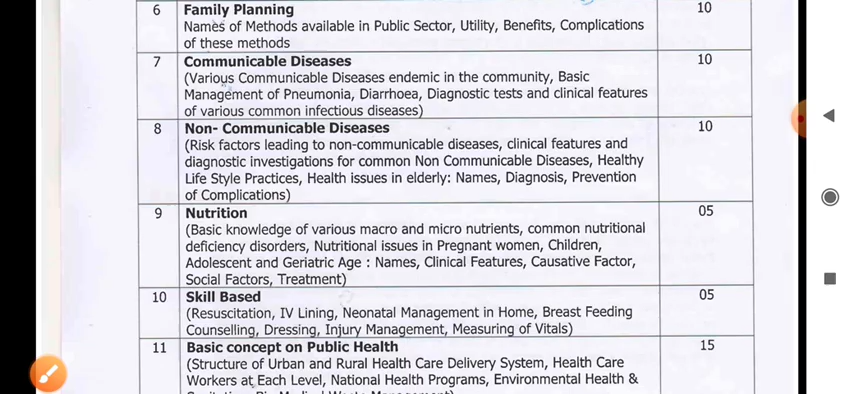 6 Family Planning 10
Names of Methods available in Public Sector, Utility, Benefits, Complications
of these methods
7 Communicable Diseases 10
(Various Communicable Diseases endemic in the community, Basic
Management of Pneumonia, Diarrhoea, Diagnostic tests and clinical features
of various common infectious diseases)
8 Non- Communicable Diseases 10
(Risk factors leading to non-communicable diseases, clinical features and
diagnostic investigations for common Non Communicable Diseases, Healthy
Life Style Practices, Health issues in elderly: Names, Diagnosis, Prevention
of Complications)
9 Nutrition 05
(Basic knowledge of various macro and micro nutrients, common nutritional
deficiency disorders, Nutritional issues in Pregnant women, Children,
Adolescent and Geriatric Age : Names, Clinical Features, Causative Factor,
Social Factors, Treatment)
10 Skill Based 05
(Resuscitation, IV Lining, Neonatal Management in Home, Breast Feeding
Counselling, Dressing, Injury Management, Measuring of Vitals)
11 Basic concept on Public Health 15
(Structure of Urban and Rural Health Care Delivery System, Health Care
Workers at Each Level, National Health Programs, Environmental Health &